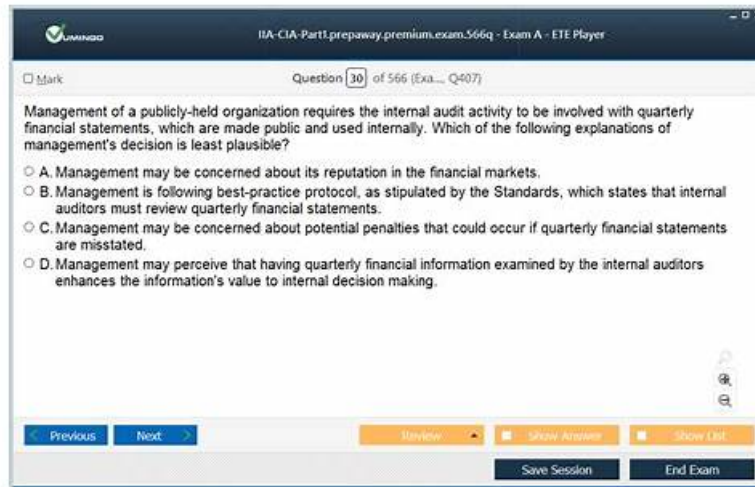 VUMINGO
IIA-CIA-Part1.prepaway.premium.exam.566q - Exam A - ETE Player
Mark
Question 30 of 566 (Exa..., Q407)
Management of a publicly-held organization requires the internal audit activity to be involved with quarterly
financial statements, which are made public and used internally. Which of the following explanations of
management's decision is least plausible?
A. Management may be concerned about its reputation in the financial markets.
B. Management is following best-practice protocol, as stipulated by the Standards, which states that internal
auditors must review quarterly financial statements.
C. Management may be concerned about potential penalties that could occur if quarterly financial statements
are misstated.
D. Management may perceive that having quarterly financial information examined by the internal auditors
enhances the information's value to internal decision making.
Previous Next Review Show Answer Show List
Save Session End Exam